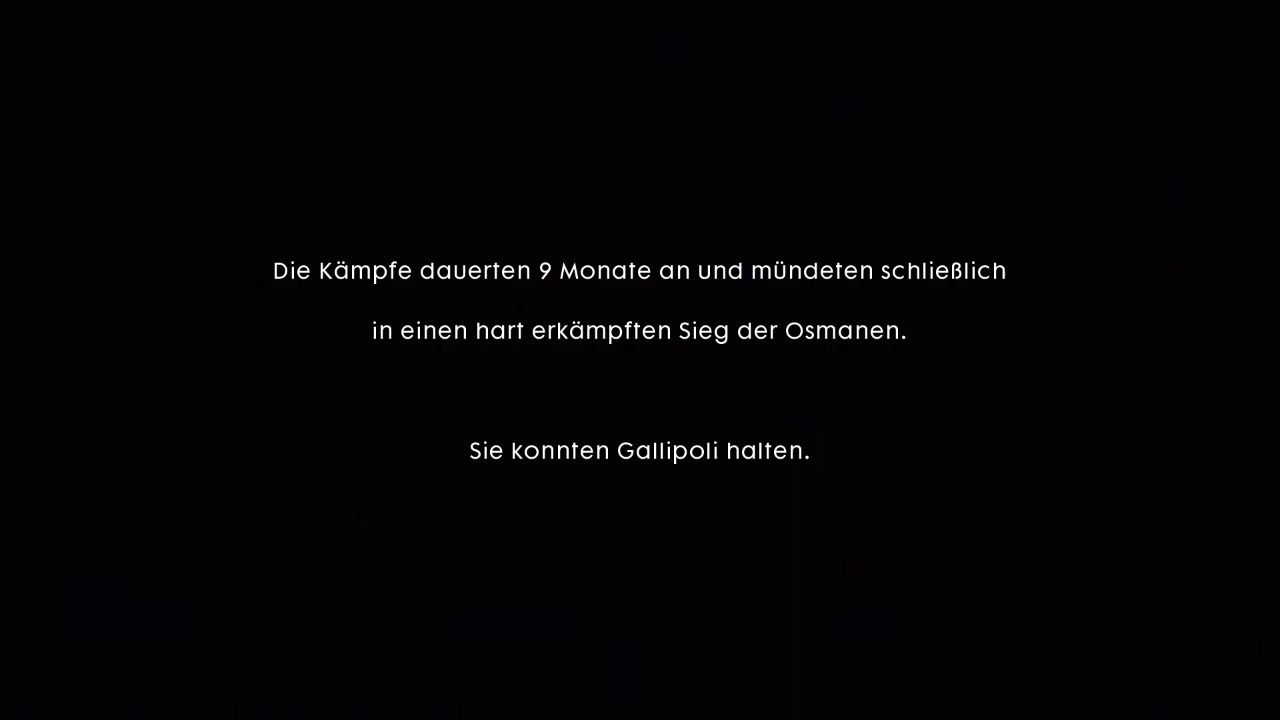 Die Kämpfe dauerten 9 Monate an und mündeten schließlich
in einen hart erkämpften Sieg der Osmanen.
Sie konnten Gallipoli halten.